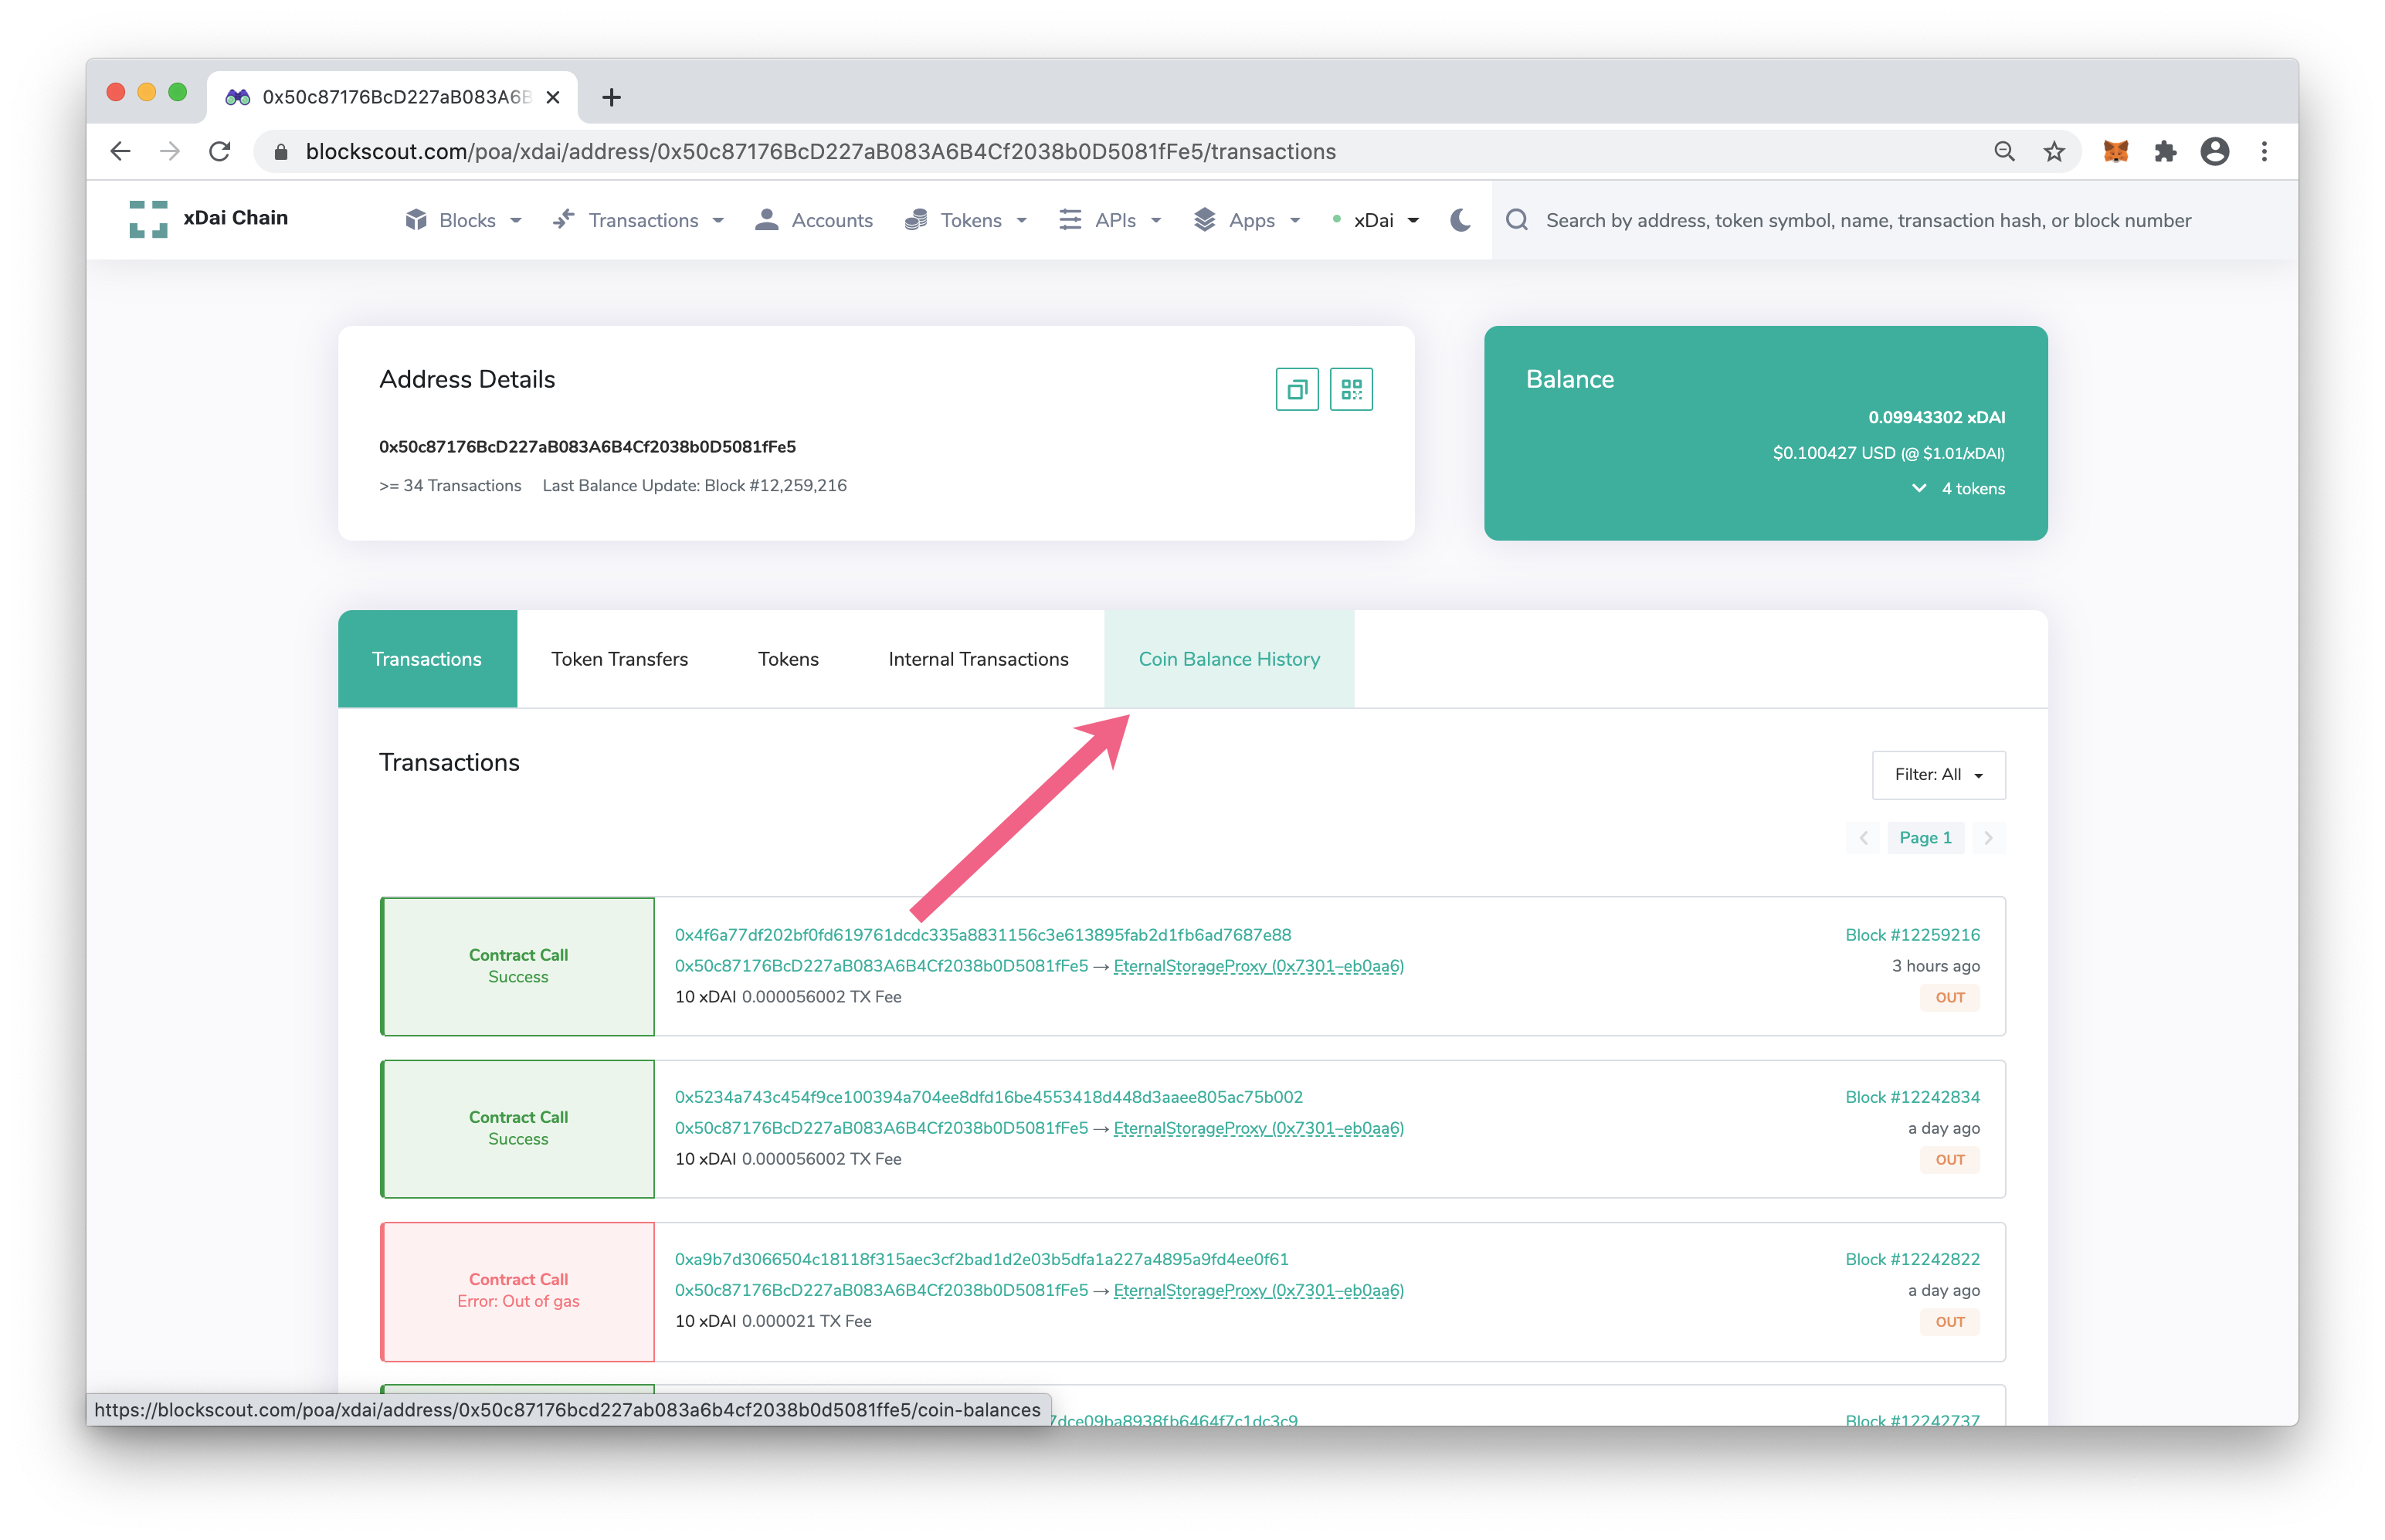 0x50c87176BcD227aB083A6B
blockscout.com/poa/xdai/address/0x50c87176BcD227aB083A6B4Cf2038b0D5081fFe5/transactions
xDai Chain
Blocks
Transactions
Accounts
Tokens
APIs
Apps
xDai
Search by address, token symbol, name, transaction hash, or block number
Address Details
0x50c87176BcD227aB083A6B4Cf2038b0D5081fFe5
>= 34 Transactions Last Balance Update: Block #12,259,216
Balance
0.09943302 xDAI
$0.100427 USD (@ $1.01/xDAI)
4 tokens
Transactions
Token Transfers
Tokens
Internal Transactions
Coin Balance History
Transactions
Filter: All
Page 1
Contract Call
Success
0x4f6a77df202bf0fd619761dcdc335a8831156c3e613895fab2d1fb6ad7687e88
0x50c87176BcD227aB083A6B4Cf2038b0D5081fFe5 → EternalStorageProxy (0x7301–eb0aa6)
10 xDAI 0.000056002 TX Fee
Block #12259216
3 hours ago
OUT
Contract Call
Success
0x5234a743c454f9ce100394a704ee8dfd16be4553418d448d3aaee805ac75b002
0x50c87176BcD227aB083A6B4Cf2038b0D5081fFe5 → EternalStorageProxy (0x7301–eb0aa6)
10 xDAI 0.000056002 TX Fee
Block #12242834
a day ago
OUT
Contract Call
Error: Out of gas
0xa9b7d3066504c18118f315aec3cf2bad1d2e03b5dfa1a227a4895a9fd4ee0f61
0x50c87176BcD227aB083A6B4Cf2038b0D5081fFe5 → EternalStorageProxy (0x7301–eb0aa6)
10 xDAI 0.000021 TX Fee
Block #12242822
a day ago
OUT
7dce09ba8938fb6464f7c1dc3c9
Block #12242737
https://blockscout.com/poa/xdai/address/0x50c87176bcd227ab083a6b4cf2038b0d5081ffe5/coin-balances